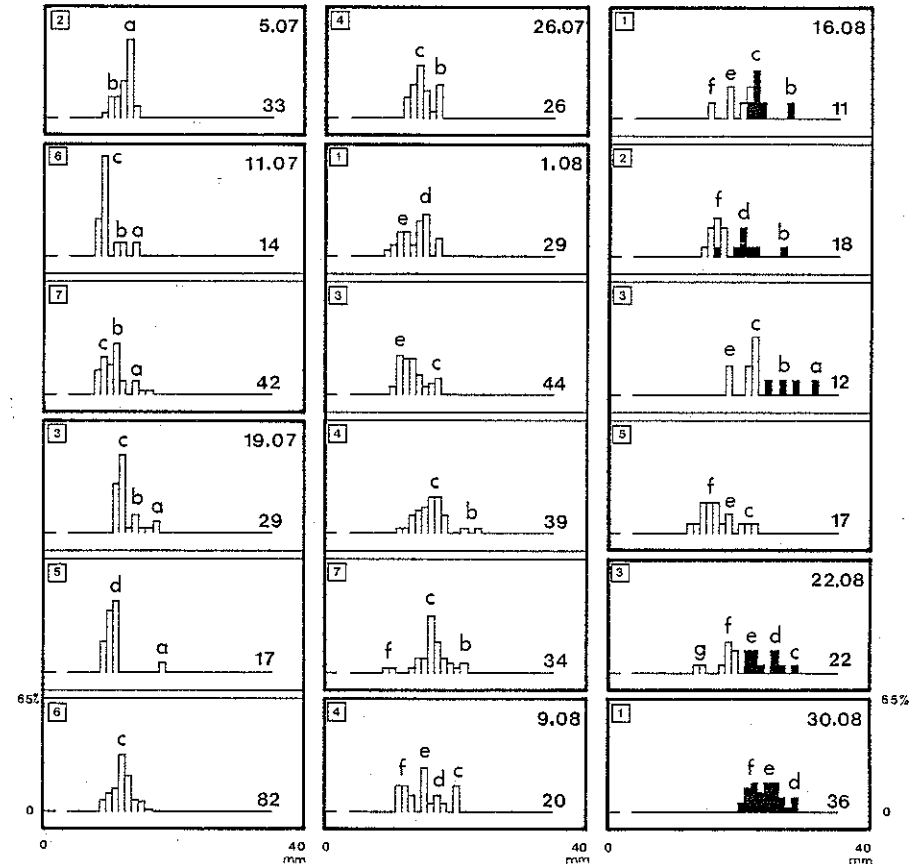 2 5.07
a
b
33
6 11.07
c
b a
14
7
b
c
a
42
3 19.07
c
b
a
29
5
d
a
17
65% 6
c
82
0
0 40
mm
4 26.07
c
b
26
1 1.08
d
e
29
3
e
c
44
4
c
b
39
7
c
b
f
34
4 9.08
e
f
d c
20
0 40
mm
1 16.08
c
e
f b
11
2
f d
b
18
3
c
e
b a
12
5
f
e
c
17
3 22.08
f e d
g c
22
1 30.08 65%
f e
d
36
0
0 40
mm